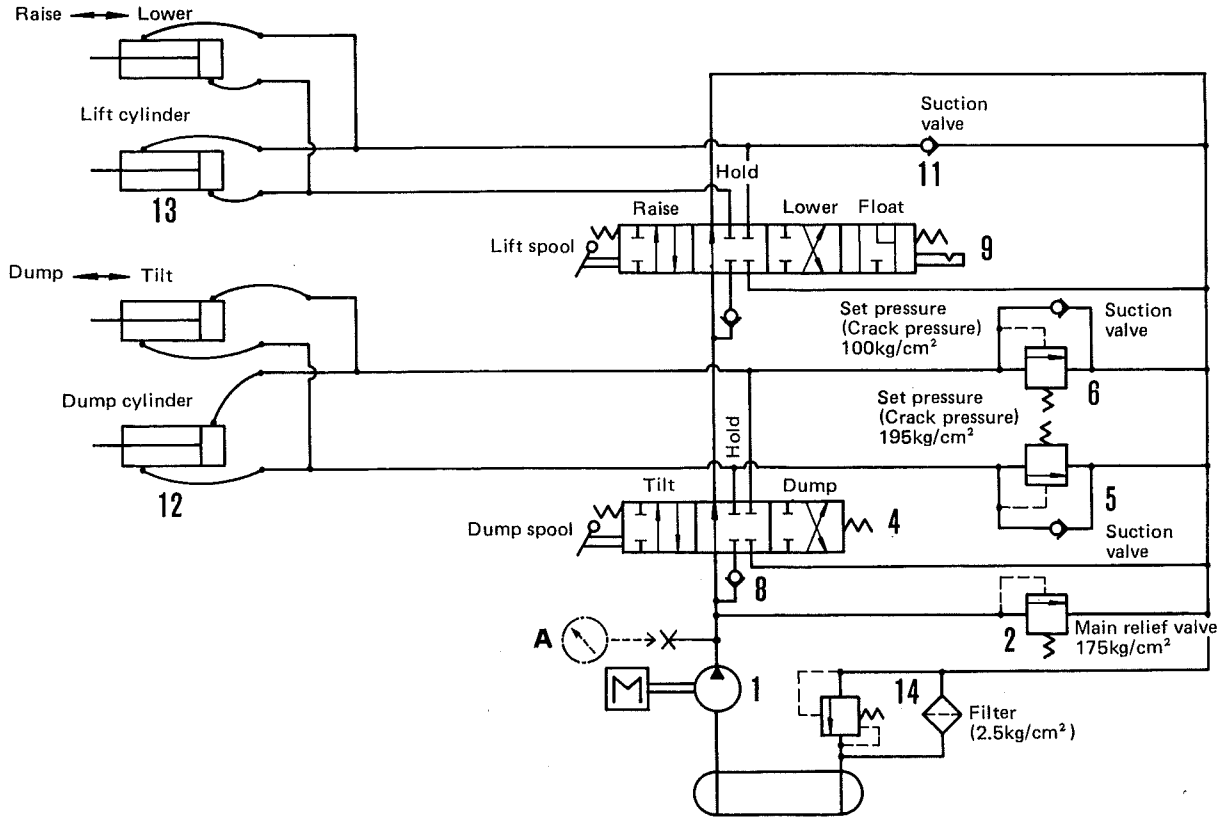 Raise Lower
Lift cylinder
13
Suction
valve
11
Hold
Raise
Lower Float
Lift spool
9
Dump Tilt
Set pressure
(Crack pressure)
100kg/cm²
Suction
valve
6
Dump cylinder
12
Set pressure
(Crack pressure)
195kg/cm²
Hold
Tilt
Dump
5
Dump spool
4
Suction
valve
8
A
2
Main relief valve
175kg/cm²
M
1
14
Filter
(2.5kg/cm²)